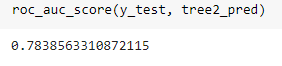 roc_auc_score(y_test, tree2_pred)
0.7838563310872115